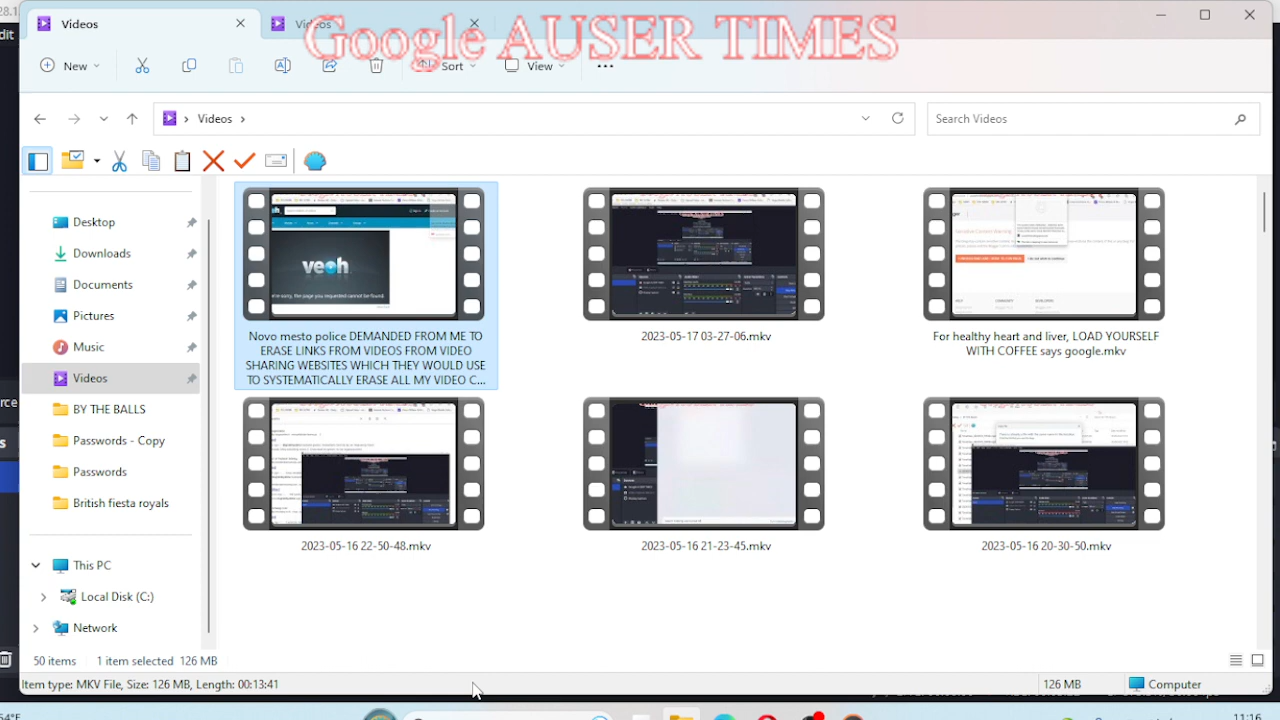 Videos
Videos
Google AUSER TIMES
New
Sort
View
Videos
Search Videos
Desktop
Downloads
Documents
Pictures
Music
Videos
BY THE BALLS
Passwords - Copy
Passwords
British fiesta royals
This PC
Local Disk (C:)
Network
veoh
Novo mesto police DEMANDED FROM ME TO
ERASE LINKS FROM VIDEOS FROM VIDEO
SHARING WEBSITES WHICH THEY WOULD USE
TO SYSTEMATICALLY ERASE ALL MY VIDEO C...
2023-05-17 03-27-06.mkv
For healthy heart and liver, LOAD YOURSELF
WITH COFFEE says google.mkv
2023-05-16 22-50-48.mkv
2023-05-16 21-23-45.mkv
2023-05-16 20-30-50.mkv
50 items 1 item selected 126 MB
Item type: MKV File, Size: 126 MB, Length: 00:13:41
126 MB
Computer
11:16